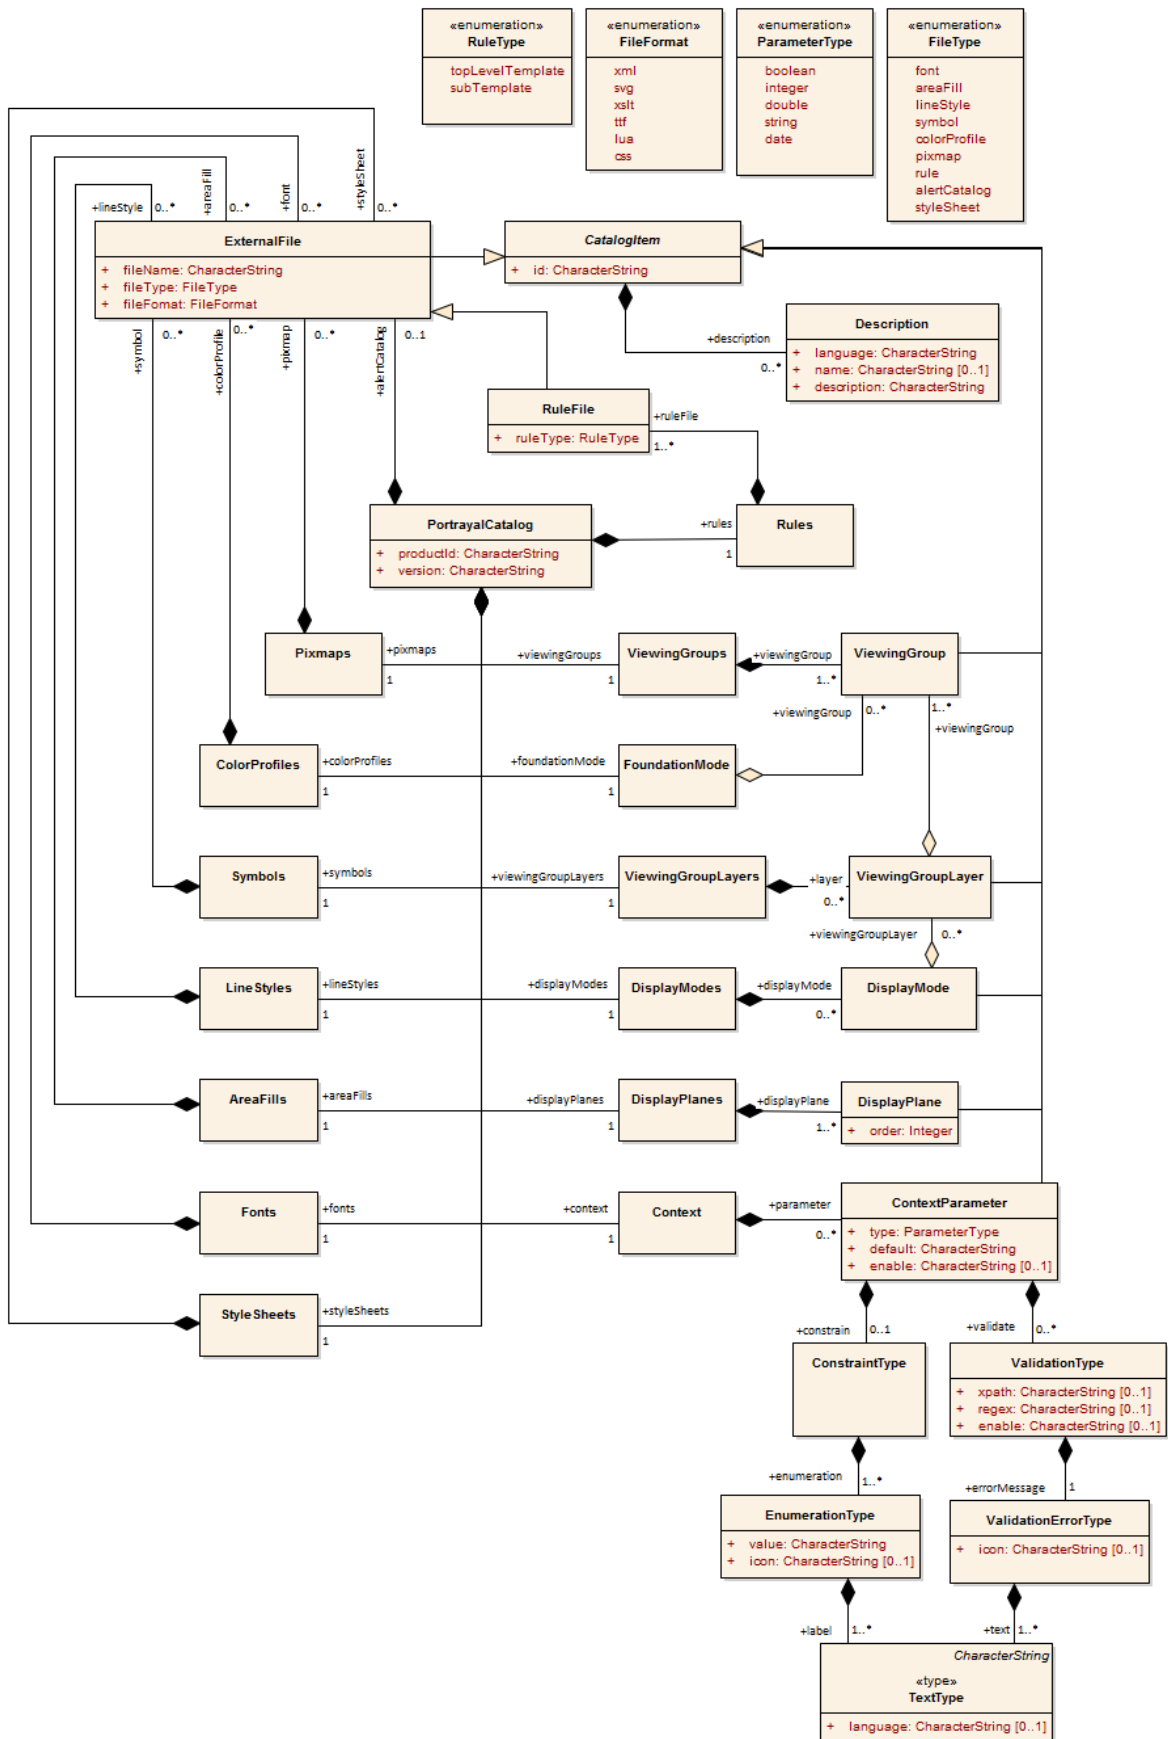 «enumeration»
RuleType
topLevelTemplate
subTemplate
«enumeration»
FileFormat
xml
svg
xslt
ttf
lua
css
«enumeration»
ParameterType
boolean
integer
double
string
date
«enumeration»
FileType
font
areaFill
lineStyle
symbol
colorProfile
pixmap
rule
alertCatalog
styleSheet
+lineStyle
0..*
+areaFill
0..*
+font
0..*
+styleSheet
0..*
ExternalFile
+ fileName: CharacterString
+ fileType: FileType
+ fileFomat: FileFormat
CatalogItem
+ id: CharacterString
+symbol
0..*
+colorProfile
0..*
+pixmap
0..*
+alertCatalog
0..1
+description
0..*
Description
+ language: CharacterString
+ name: CharacterString [0..1]
+ description: CharacterString
RuleFile
+ ruleType: RuleType
+ruleFile
1..*
PortrayalCatalog
+ productId: CharacterString
+ version: CharacterString
+rules
1
Rules
Pixmaps
+pixmaps
1
+viewingGroups
1
ViewingGroups
+viewingGroup
1..*
ViewingGroup
+viewingGroup
0..*
1..*
+viewingGroup
ColorProfiles
+colorProfiles
1
+foundationMode
1
FoundationMode
Symbols
+symbols
1
+viewingGroupLayers
1
ViewingGroupLayers
+layer
0..*
ViewingGroupLayer
+viewingGroupLayer
0..*
LineStyles
+lineStyles
1
+displayModes
1
DisplayModes
+displayMode
0..*
DisplayMode
AreaFills
+areaFills
1
+displayPlanes
1
DisplayPlanes
+displayPlane
1..*
DisplayPlane
+ order: Integer
Fonts
+fonts
1
+context
1
Context
+parameter
0..*
ContextParameter
+ type: ParameterType
+ default: CharacterString
+ enable: CharacterString [0..1]
StyleSheets
+styleSheets
1
+constrain
0..1
+validate
0..*
ConstraintType
ValidationType
+ xpath: CharacterString [0..1]
+ regex: CharacterString [0..1]
+ enable: CharacterString [0..1]
+enumeration
1..*
+errorMessage
1
EnumerationType
+ value: CharacterString
+ icon: CharacterString [0..1]
ValidationErrorType
+ icon: CharacterString [0..1]
+label
1..*
+text
1..*
CharacterString
«type»
TextType
+ language: CharacterString [0..1]